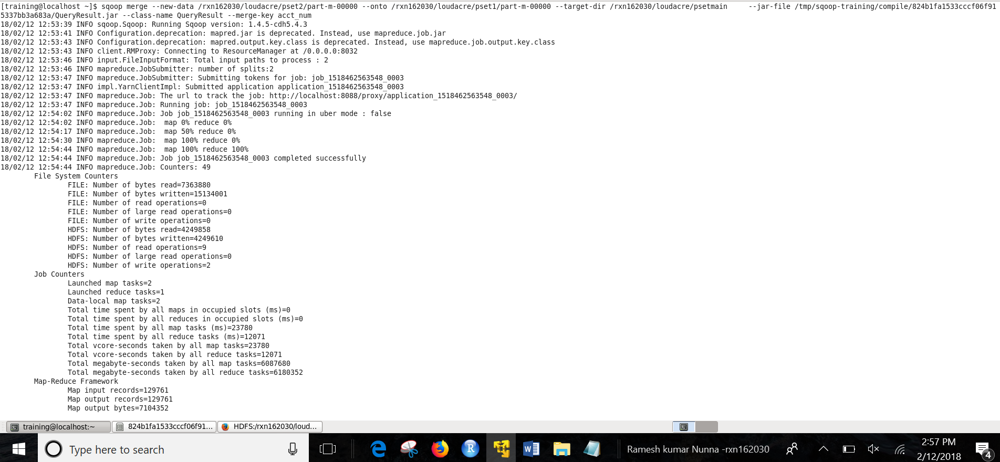 [training@localhost ~]$ sqoop merge --new-data /rxn162030/loudacre/pset2/part-m-00000 --onto /rxn162030/loudacre/pset1/part-m-00000 --target-dir /rxn162030/loudacre/psetmain     --jar-file /tmp/sqoop-training/compile/824b1fa1533cccf06f91
5337bb3a683a/QueryResult.jar --class-name QueryResult --merge-key acct_num
18/02/12 12:53:39 INFO sqoop.Sqoop: Running Sqoop version: 1.4.5-cdh5.4.3
18/02/12 12:53:41 INFO Configuration.deprecation: mapred.jar is deprecated. Instead, use mapreduce.job.jar
18/02/12 12:53:43 INFO Configuration.deprecation: mapred.output.key.class is deprecated. Instead, use mapreduce.job.output.key.class
18/02/12 12:53:43 INFO client.RMProxy: Connecting to ResourceManager at /0.0.0.0:8032
18/02/12 12:53:46 INFO input.FileInputFormat: Total input paths to process : 2
18/02/12 12:53:46 INFO mapreduce.JobSubmitter: number of splits:2
18/02/12 12:53:47 INFO mapreduce.JobSubmitter: Submitting tokens for job: job_1518462563548_0003
18/02/12 12:53:47 INFO impl.YarnClientImpl: Submitted application application_1518462563548_0003
18/02/12 12:53:47 INFO mapreduce.Job: The url to track the job: http://localhost:8088/proxy/application_1518462563548_0003/
18/02/12 12:53:47 INFO mapreduce.Job: Running job: job_1518462563548_0003
18/02/12 12:54:02 INFO mapreduce.Job: Job job_1518462563548_0003 running in uber mode : false
18/02/12 12:54:02 INFO mapreduce.Job:  map 0% reduce 0%
18/02/12 12:54:17 INFO mapreduce.Job:  map 50% reduce 0%
18/02/12 12:54:30 INFO mapreduce.Job:  map 100% reduce 0%
18/02/12 12:54:44 INFO mapreduce.Job:  map 100% reduce 100%
18/02/12 12:54:44 INFO mapreduce.Job: Job job_1518462563548_0003 completed successfully
18/02/12 12:54:44 INFO mapreduce.Job: Counters: 49
File System Counters
FILE: Number of bytes read=7363880
FILE: Number of bytes written=15134001
FILE: Number of read operations=0
FILE: Number of large read operations=0
FILE: Number of write operations=0
HDFS: Number of bytes read=4249858
HDFS: Number of bytes written=4249610
HDFS: Number of read operations=9
HDFS: Number of large read operations=0
HDFS: Number of write operations=2
Job Counters
Launched map tasks=2
Launched reduce tasks=1
Data-local map tasks=2
Total time spent by all maps in occupied slots (ms)=0
Total time spent by all reduces in occupied slots (ms)=0
Total time spent by all map tasks (ms)=23780
Total time spent by all reduce tasks (ms)=12071
Total vcore-seconds taken by all map tasks=23780
Total vcore-seconds taken by all reduce tasks=12071
Total megabyte-seconds taken by all map tasks=6087680
Total megabyte-seconds taken by all reduce tasks=6180352
Map-Reduce Framework
Map input records=129761
Map output records=129761
Map output bytes=7104352
training@localhost:~
824b1fa1533cccf06f91...
HDFS:/rxn162030/loud...
Type here to search
Ramesh kumar Nunna -rxn162030
2:57 PM
2/12/2018
4